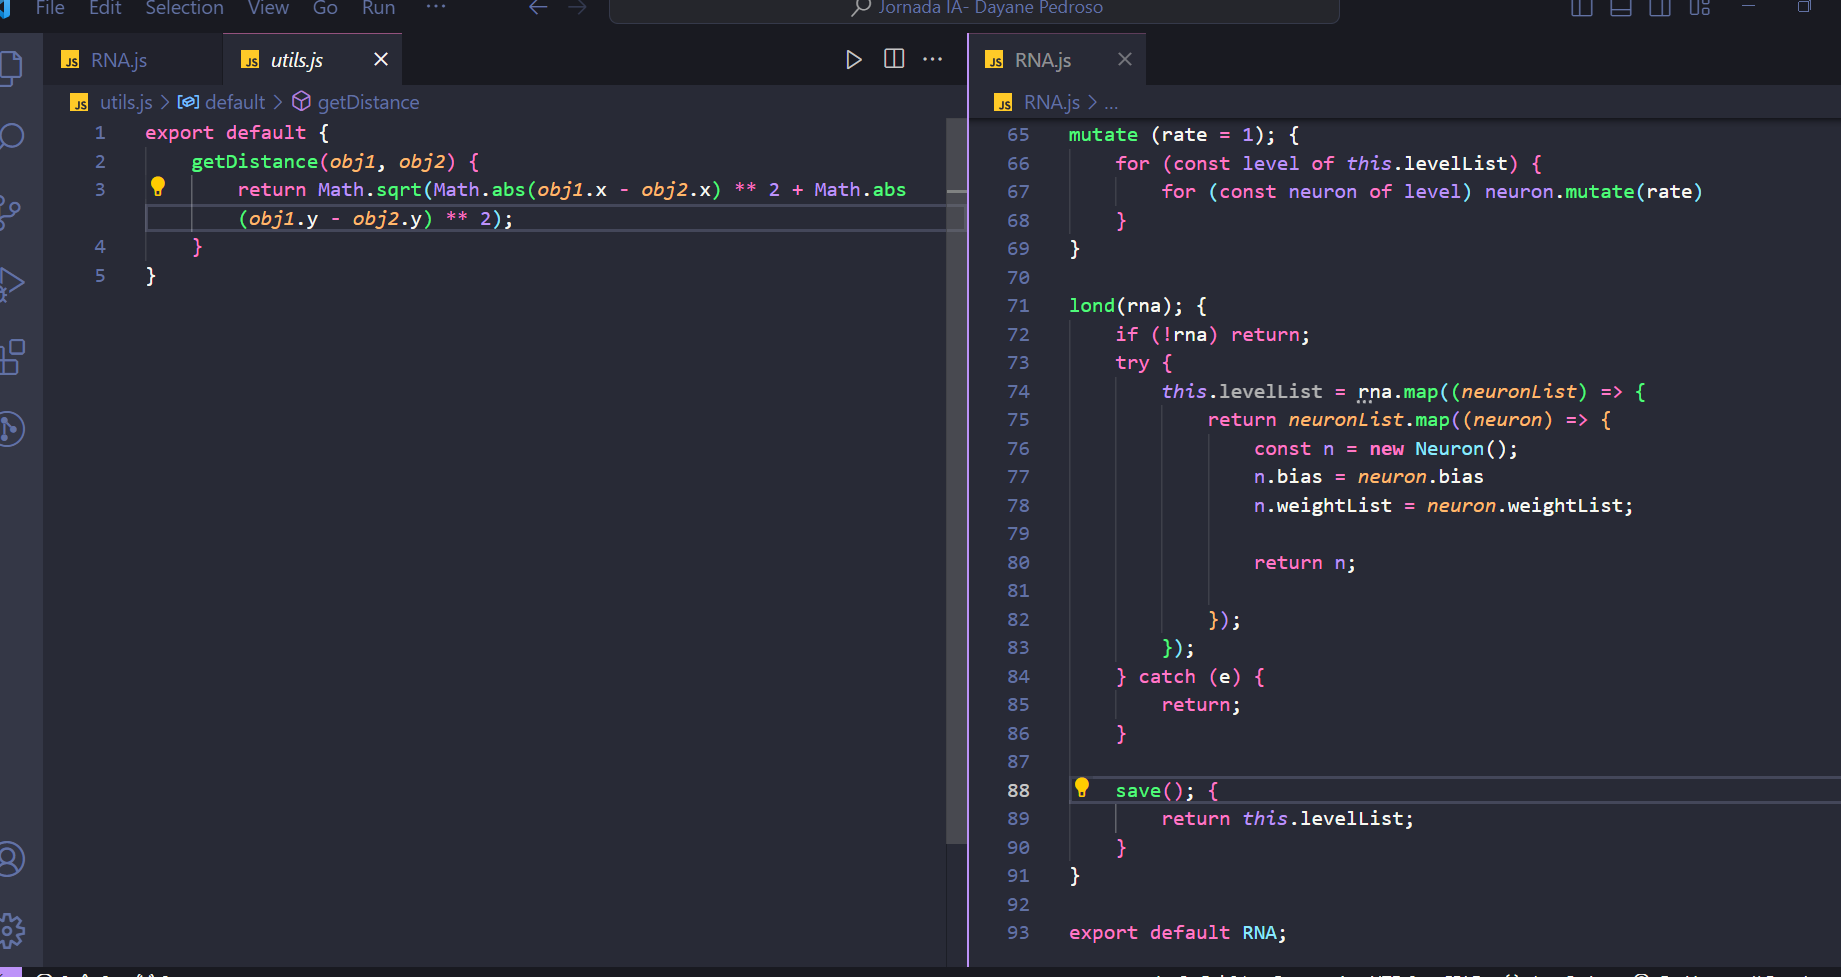 File Edit Selection View Go Run ...
Jornada IA- Dayane Pedroso
JS RNA.js
JS utils.js
JS utils.js > default > getDistance
1 export default {
2 getDistance(obj1, obj2) {
3 return Math.sqrt(Math.abs(obj1.x - obj2.x) ** 2 + Math.abs
(obj1.y - obj2.y) ** 2);
4 }
5 }
JS RNA.js
JS RNA.js > ...
65 mutate (rate = 1); {
66 for (const level of this.levelList) {
67 for (const neuron of level) neuron.mutate(rate)
68 }
69 }
70
71 lond(rna); {
72 if (!rna) return;
73 try {
74 this.levelList = rna.map((neuronList) => {
75 return neuronList.map((neuron) => {
76 const n = new Neuron();
77 n.bias = neuron.bias
78 n.weightList = neuron.weightList;
79
80 return n;
81
82 });
83 });
84 } catch (e) {
85 return;
86 }
87
88 save(); {
89 return this.levelList;
90 }
91 }
92
93 export default RNA;